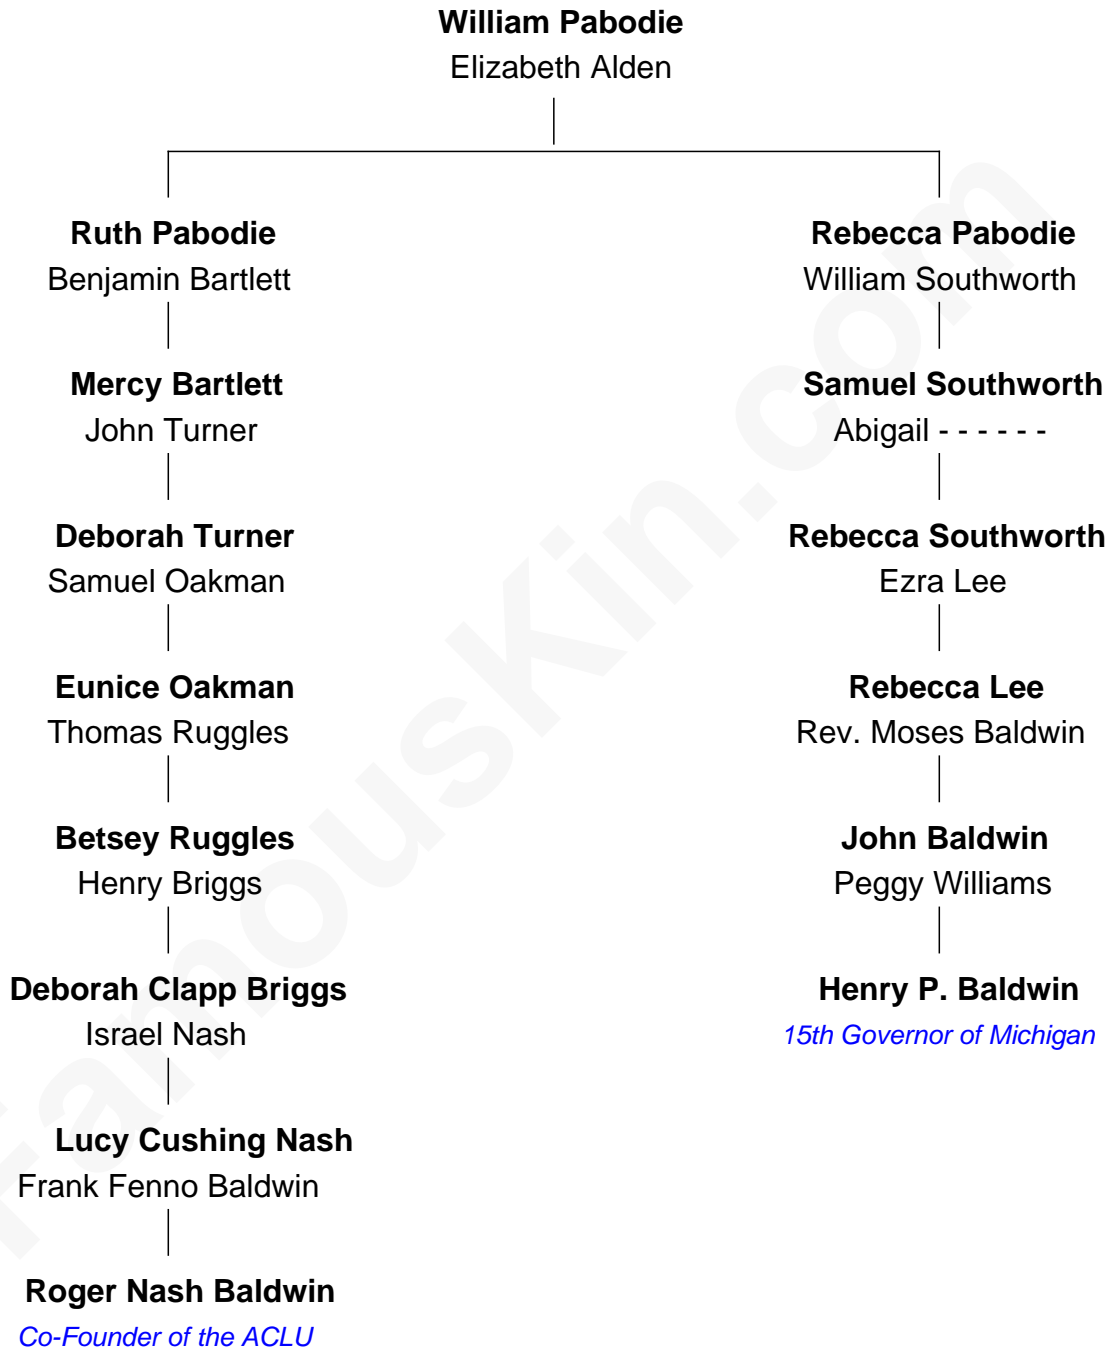 William Pabodie
Elizabeth Alden
Ruth Pabodie
Benjamin Bartlett
Mercy Bartlett
John Turner
Deborah Turner
Samuel Oakman
Eunice Oakman
Thomas Ruggles
Betsey Ruggles
Henry Briggs
Deborah Clapp Briggs
Israel Nash
Lucy Cushing Nash
Frank Fenno Baldwin
Roger Nash Baldwin
Co-Founder of the ACLU
Rebecca Pabodie
William Southworth
Samuel Southworth
Abigail - - - - - -
Rebecca Southworth
Ezra Lee
Rebecca Lee
Rev. Moses Baldwin
John Baldwin
Peggy Williams
Henry P. Baldwin
15th Governor of Michigan
FamousKin.com